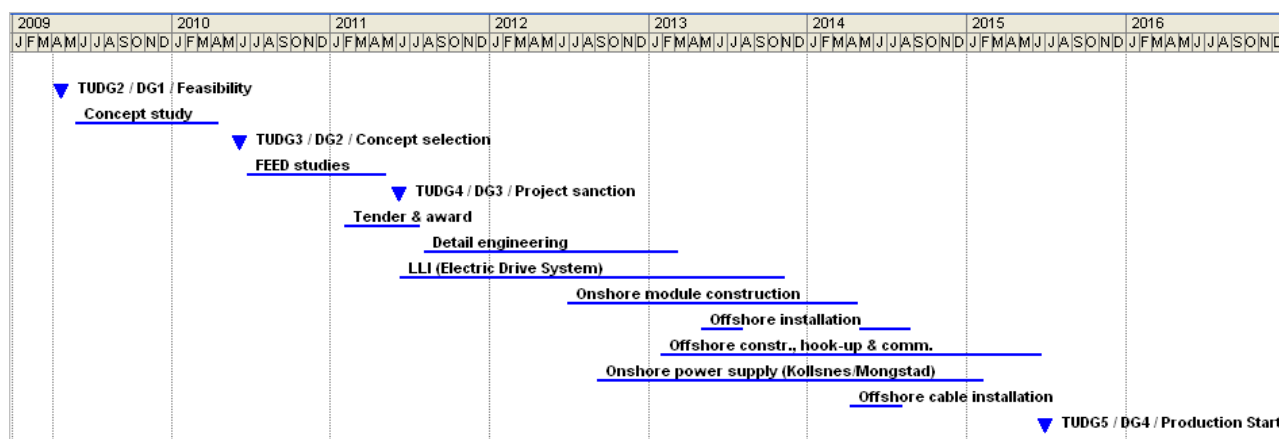 2009 2010 2011 2012 2013 2014 2015 2016
J F M A M J J A S O N D J F M A M J J A S O N D J F M A M J J A S O N D J F M A M J J A S O N D J F M A M J J A S O N D J F M A M J J A S O N D J F M A M J J A S O N D J F M A M J J A S O N D
TUDG2 / DG1 / Feasibility
Concept study
TUDG3 / DG2 / Concept selection
FEED studies
TUDG4 / DG3 / Project sanction
Tender & award
Detail engineering
LLI (Electric Drive System)
Onshore module construction
Offshore installation
Offshore constr., hook-up & comm.
Onshore power supply (Kollsnes/Mongstad)
Offshore cable installation
TUDG5 / DG4 / Production Start